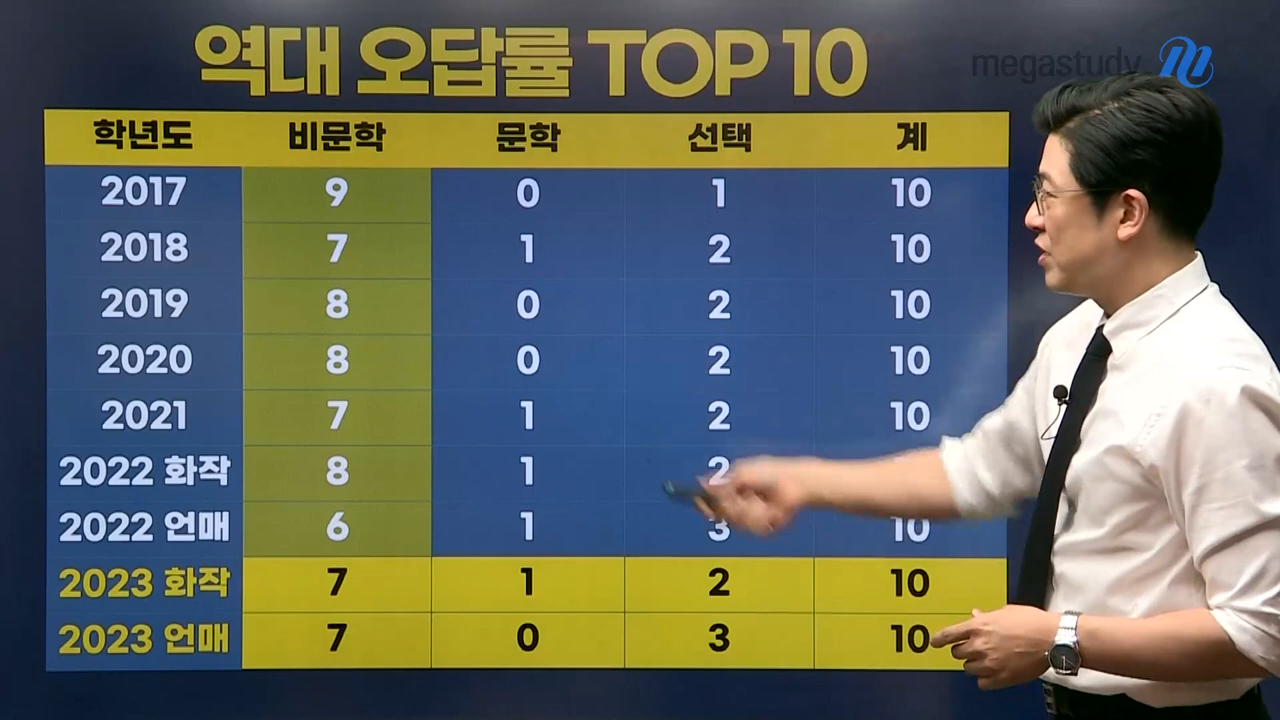 역대 오답률 TOP 10
megastudy
학년도 비문학 문학 선택 계
2017 9 0 1 10
2018 7 1 2 10
2019 8 0 2 10
2020 8 0 2 10
2021 7 1 2 10
2022 화작 8 1 2
2022 언매 6 1 3 10
2023 화작 7 1 2 10
2023 언매 7 0 3 10